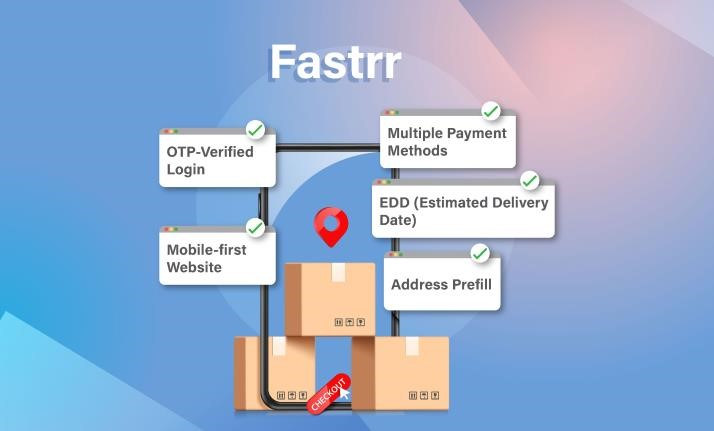 Fastrr
OTP-Verified
Login
Multiple Payment
Methods
EDD (Estimated Delivery
Date)
Mobile-first
Website
Address Prefill
CHECKOUT